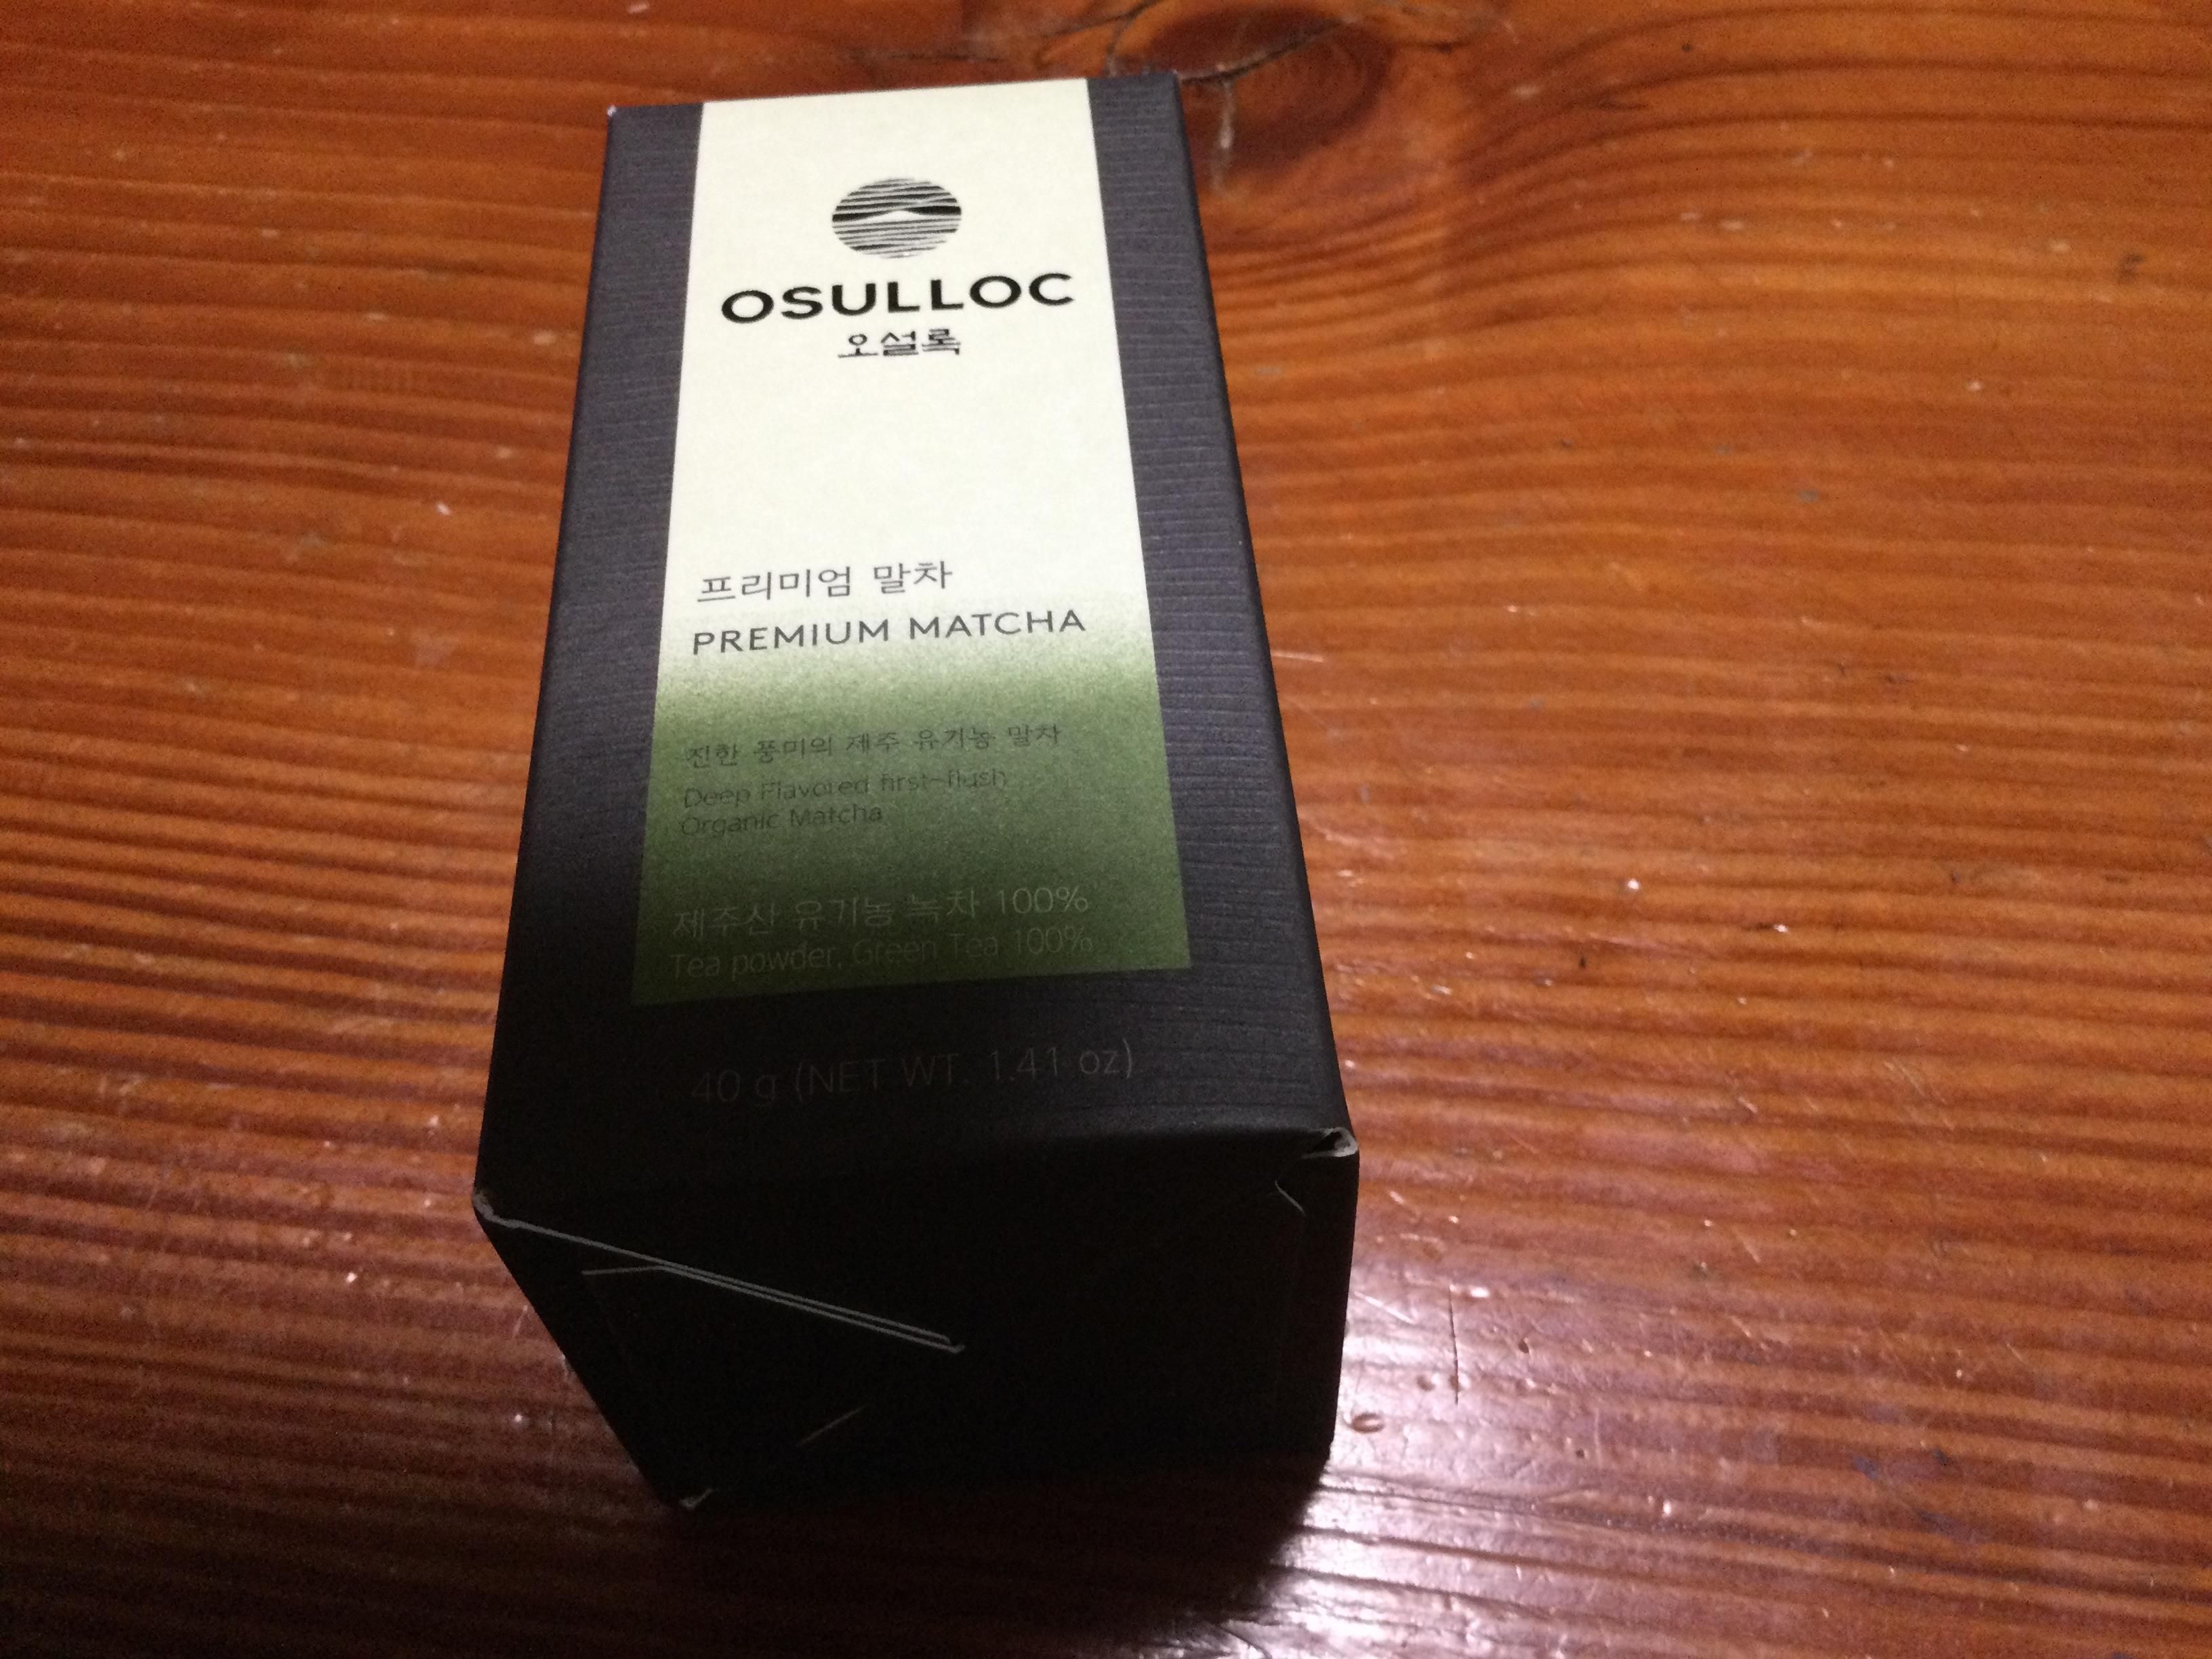 OSULLOC
오설록
프리미엄 말차
PREMIUM MATCHA
진한 풍미의 제주 유기농 말차
Deep Flavored first-flush
Organic Matcha
제주산 유기농 녹차 100%
Tea powder, Green Tea 100%
40 g (NET WT. 1.41 oz)